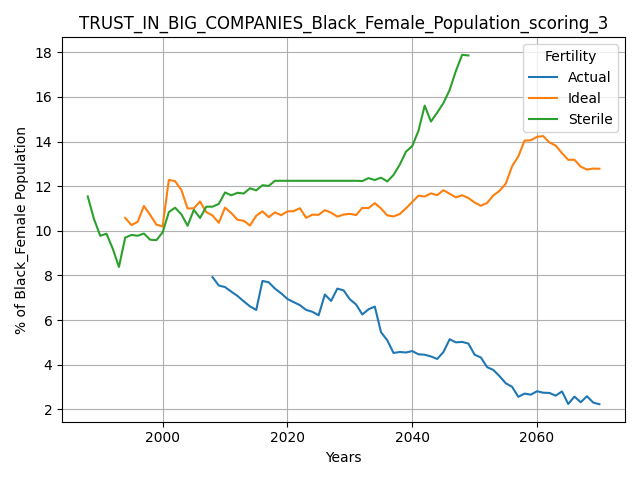 TRUST_IN_BIG_COMPANIES_Black_Female_Population_scoring_3
Fertility
Actual
Ideal
Sterile
% of Black_Female Population
18
16
14
12
10
8
6
4
2
2000
2020
2040
2060
Years